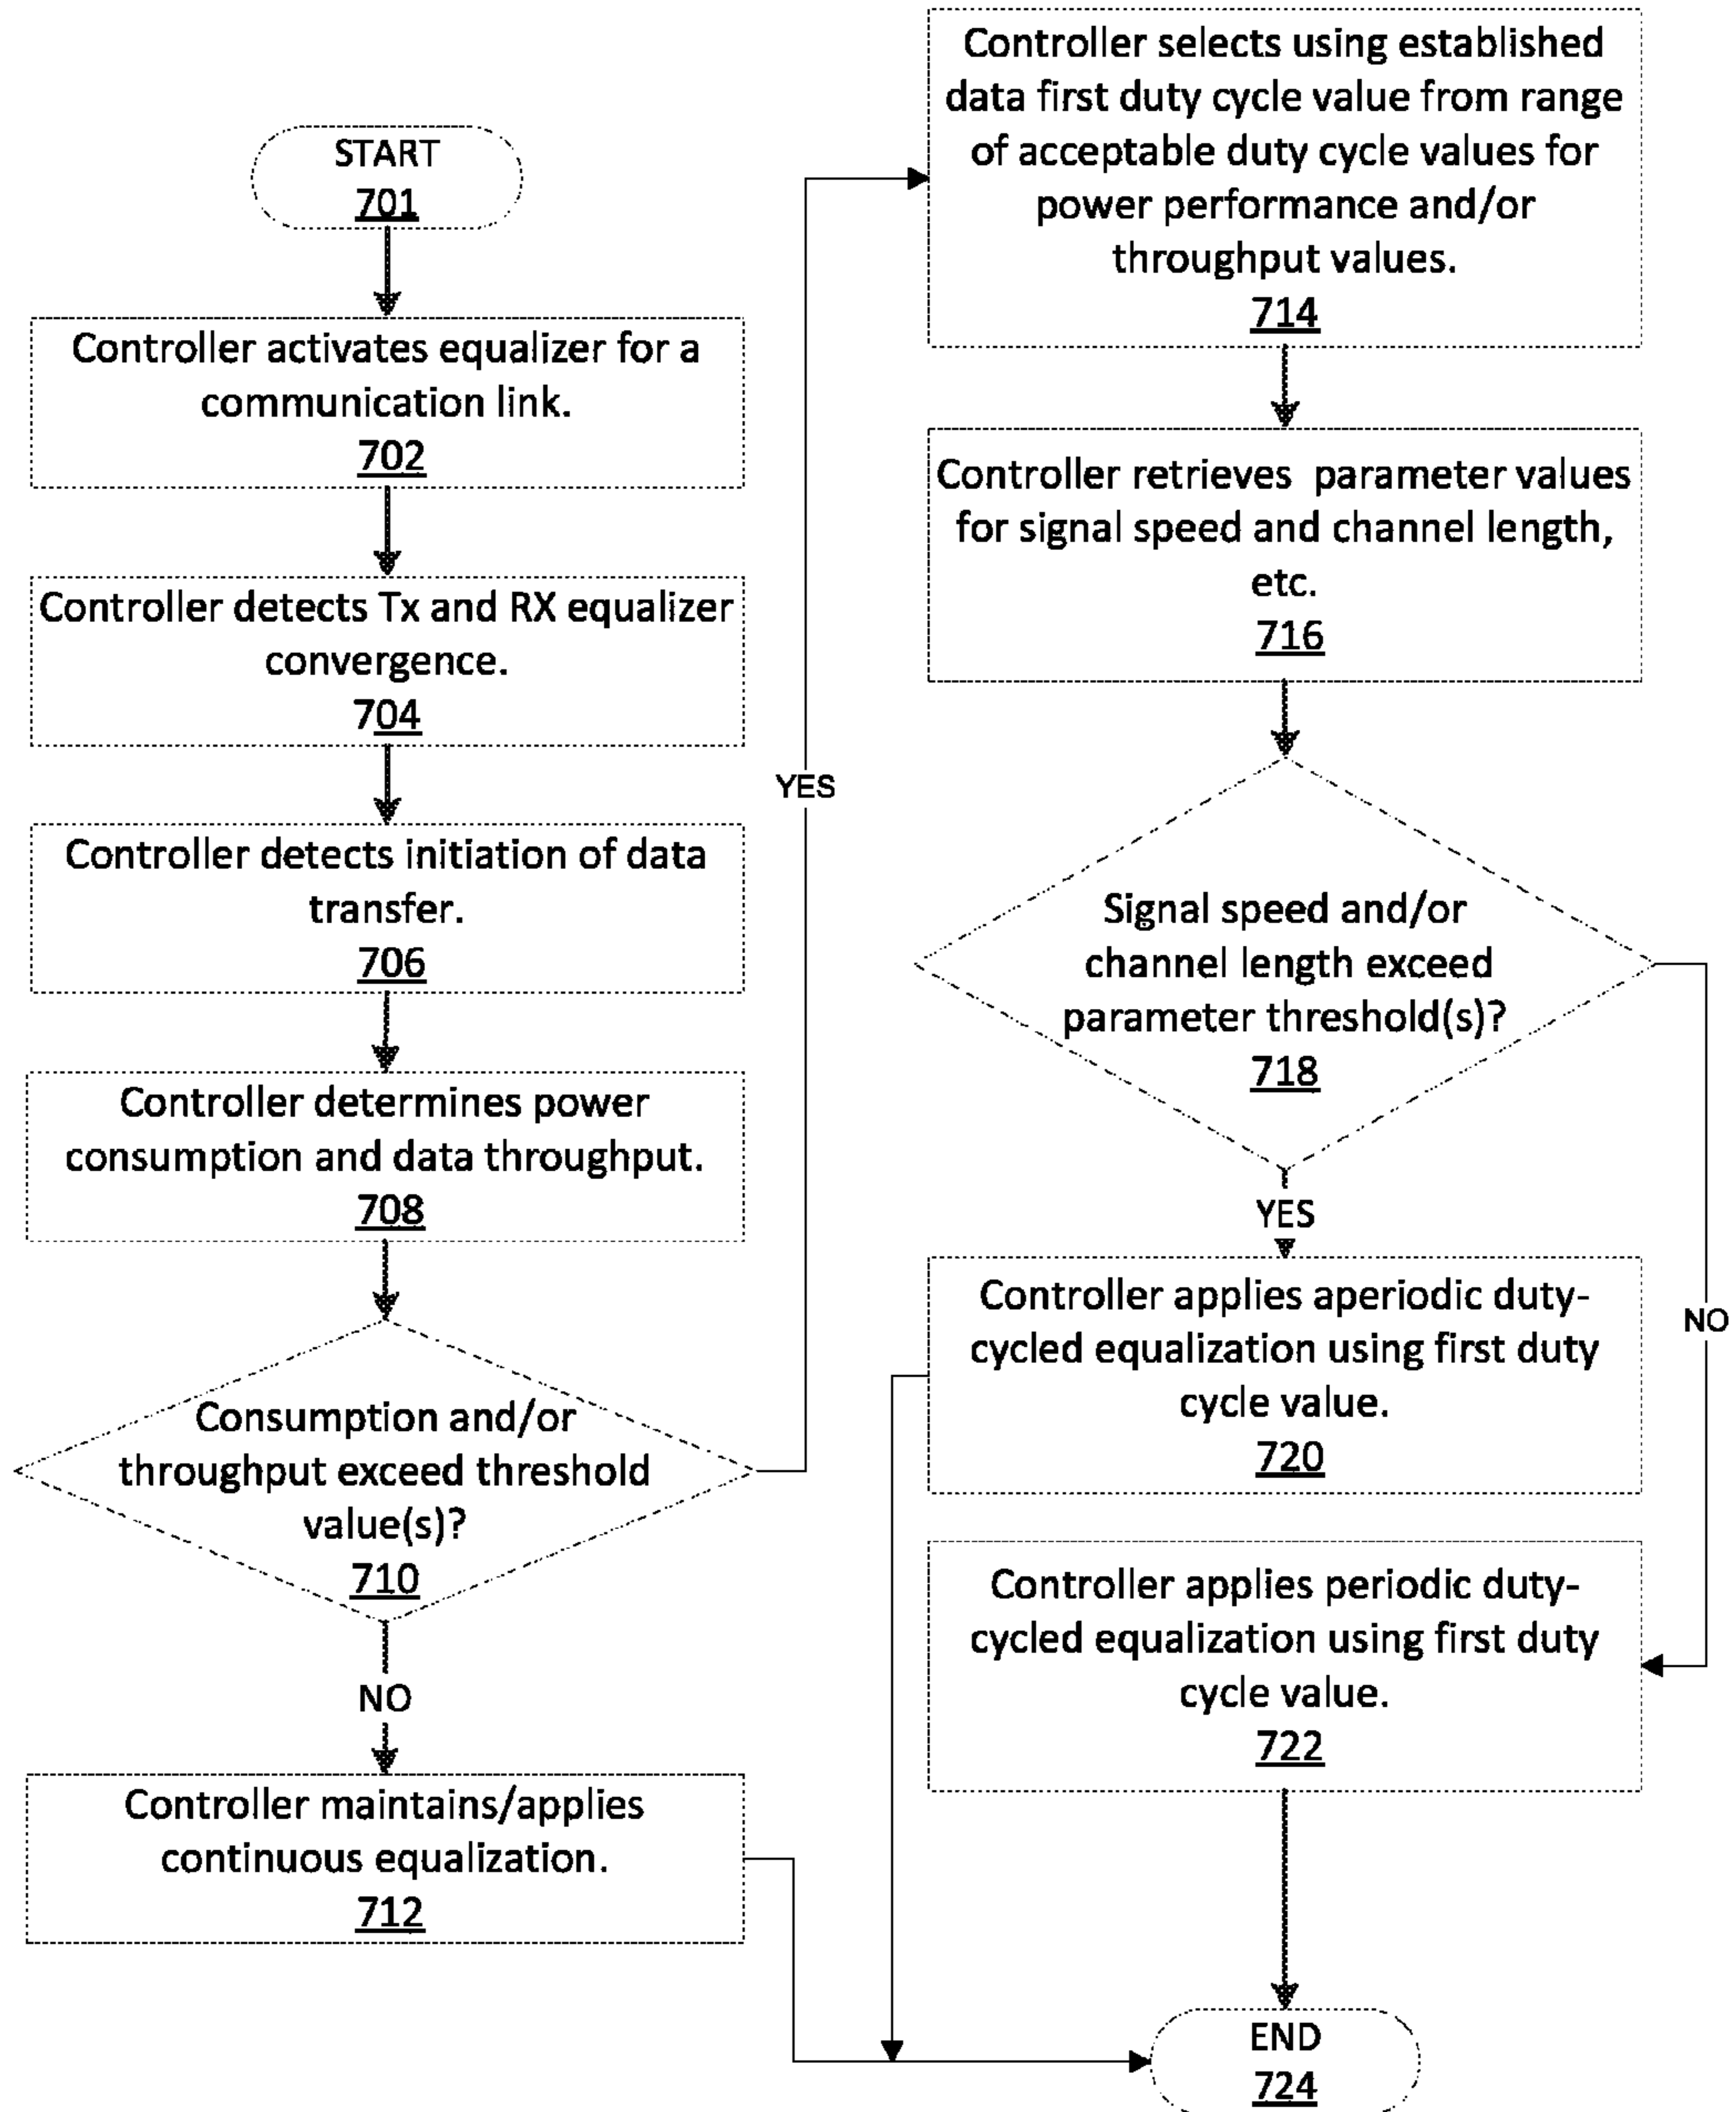 START
701
Controller activates equalizer for a
communication link.
702
Controller detects Tx and RX equalizer
convergence.
704
Controller detects initiation of data
transfer.
706
Controller determines power
consumption and data throughput.
708
Consumption and/or
throughput exceed threshold
value(s)?
710
NO
Controller maintains/applies
continuous equalization.
712
YES
Controller selects using established
data first duty cycle value from range
of acceptable duty cycle values for
power performance and/or
throughput values.
714
Controller retrieves parameter values
for signal speed and channel length,
etc.
716
Signal speed and/or
channel length exceed
parameter threshold(s)?
718
YES
NO
Controller applies aperiodic duty-
cycled equalization using first duty
cycle value.
720
Controller applies periodic duty-
cycled equalization using first duty
cycle value.
722
END
724